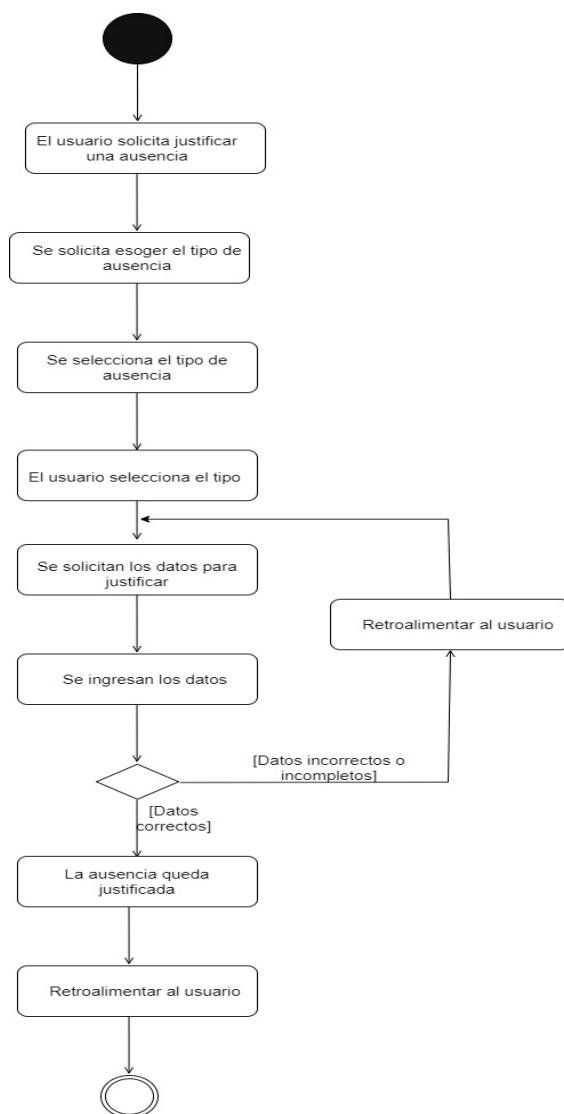 El usuario solicita justificar
una ausencia
Se solicita esoger el tipo de
ausencia
Se selecciona el tipo de
ausencia
El usuario selecciona el tipo
Se solicitan los datos para
justificar
Retroalimentar al usuario
Se ingresan los datos
[Datos incorrectos o
incompletos]
[Datos
correctos]
La ausencia queda
justificada
Retroalimentar al usuario